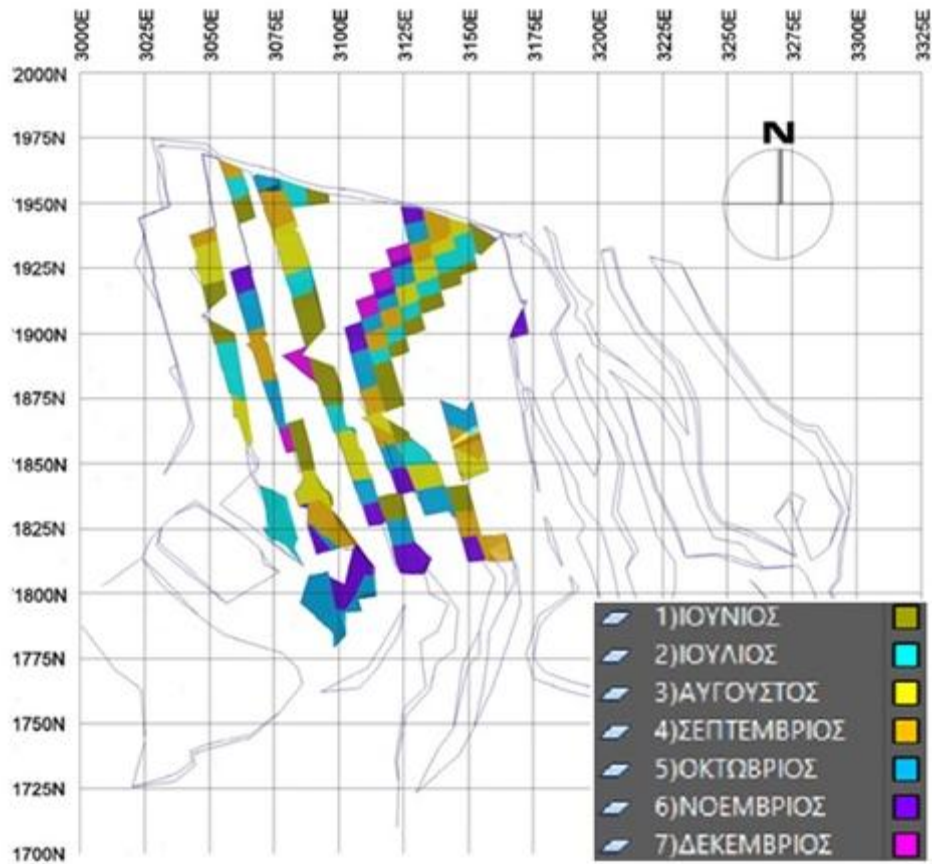 3000E
3025E
3050E
3075E
3100E
3125E
3150E
3175E
3200E
3225E
3250E
3275E
3300E
3325E
2000N
1975N
N
1950N
1925N
1900N
1875N
1850N
1825N
1800N
1775N
1750N
1725N
1700N
1)ΙΟΥΝΙΟΣ
2)ΙΟΥΛΙΟΣ
3)ΑΥΓΟΥΣΤΟΣ
4)ΣΕΠΤΕΜΒΡΙΟΣ
5)ΟΚΤΩΒΡΙΟΣ
6)ΝΟΕΜΒΡΙΟΣ
7)ΔΕΚΕΜΒΡΙΟΣ